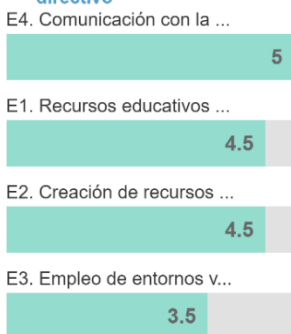 directivo
E4. Comunicación con la ...
5
E1. Recursos educativos ...
4.5
E2. Creación de recursos ...
4.5
E3. Empleo de entornos v...
3.5